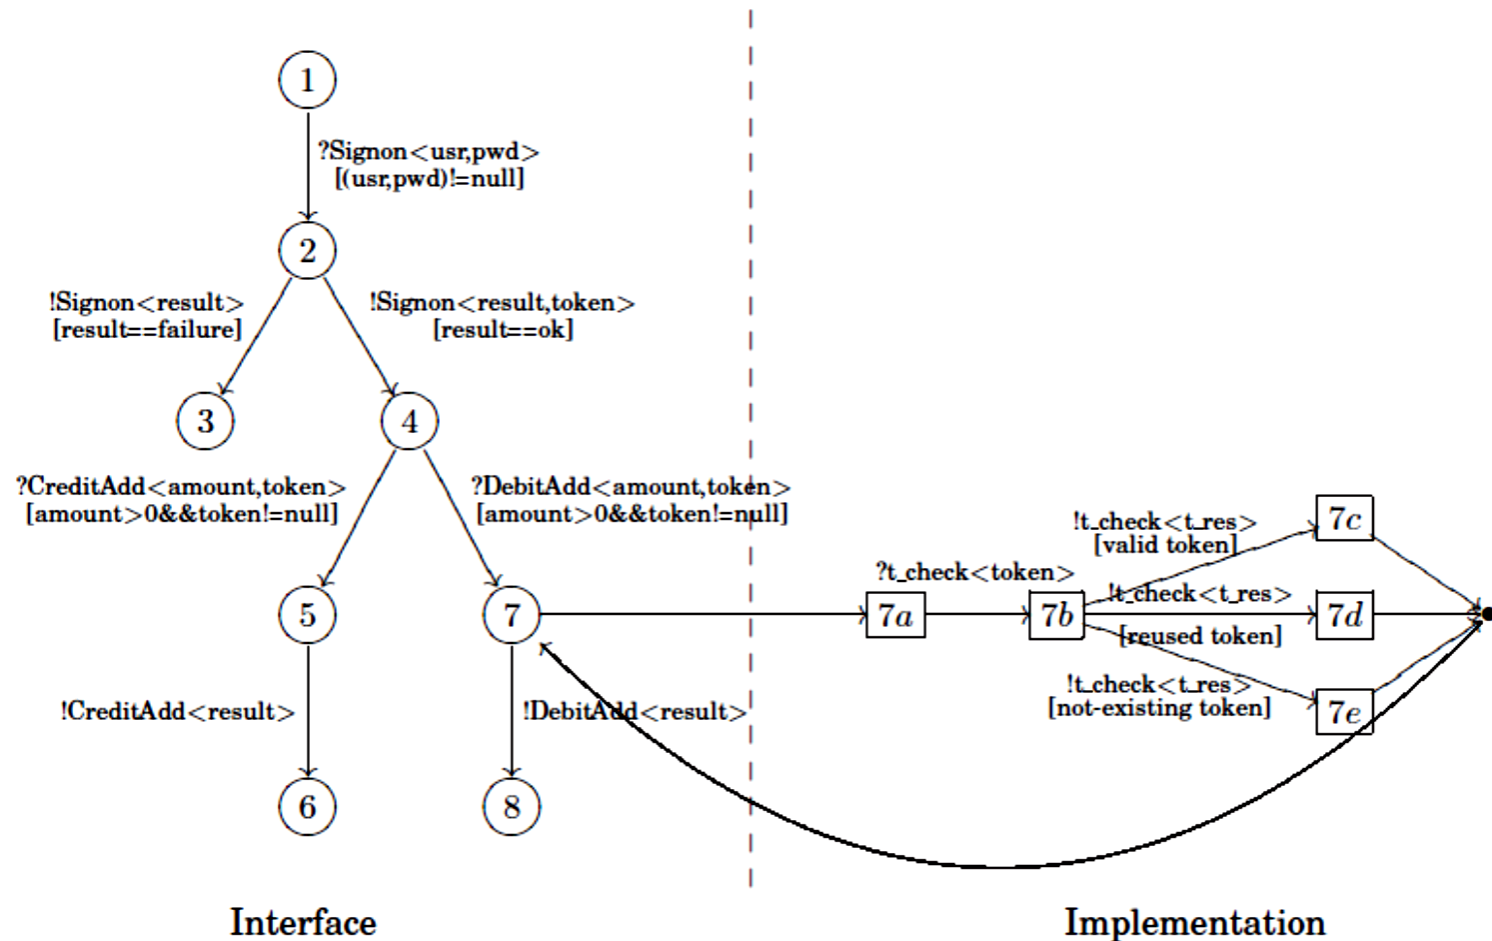 1
?Signon<usr,pwd>
[(usr,pwd)!=null]
2
!Signon<result>
[result==failure]
!Signon<result,token>
[result==ok]
3
4
?CreditAdd<amount,token>
[amount>0&&token!=null]
?DebitAdd<amount,token>
[amount>0&&token!=null]
5
7
!CreditAdd<result>
!DebitAdd<result>
6
8
7a
?t_check<token>
7b
!t_check<t_res>
[valid token]
7c
!t_check<t_res>
[reused token]
7d
!t_check<t_res>
[not-existing token]
7e
Interface
Implementation